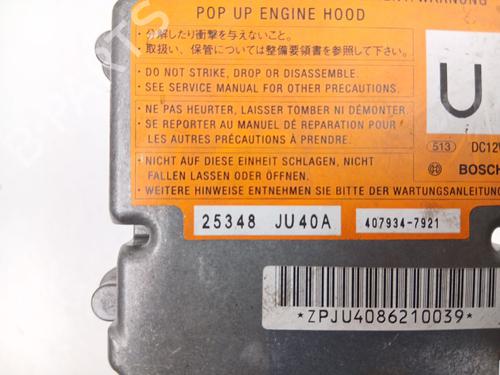 POP UP ENGINE HOOD
・分解したり衝撃を与えないこと。
取扱い、保管については整備要領書を参照して下さい。
• DO NOT STRIKE, DROP OR DISASSEMBLE.
• SEE SERVICE MANUAL FOR OTHER PRECAUTIONS.
U
• NE PAS HEURTER, LAISSER TOMBER NI DÉMONTER.
• SE REPORTER AU MANUEL DE RÉPARATION POUR
LES AUTRES PRÉCAUTIONS À PRENDRE.
513 DC12V
BOSCH
• NICHT AUF DIESE EINHEIT SCHLAGEN, NICHT
FALLEN LASSEN ODER ÖFFNEN.
• WEITERE HINWEISE ENTNEHMEN SIE BITTE DER WARTUNGSANLEITUNG
25348 JU40A 407934-7921
*ZPJU4086210039*